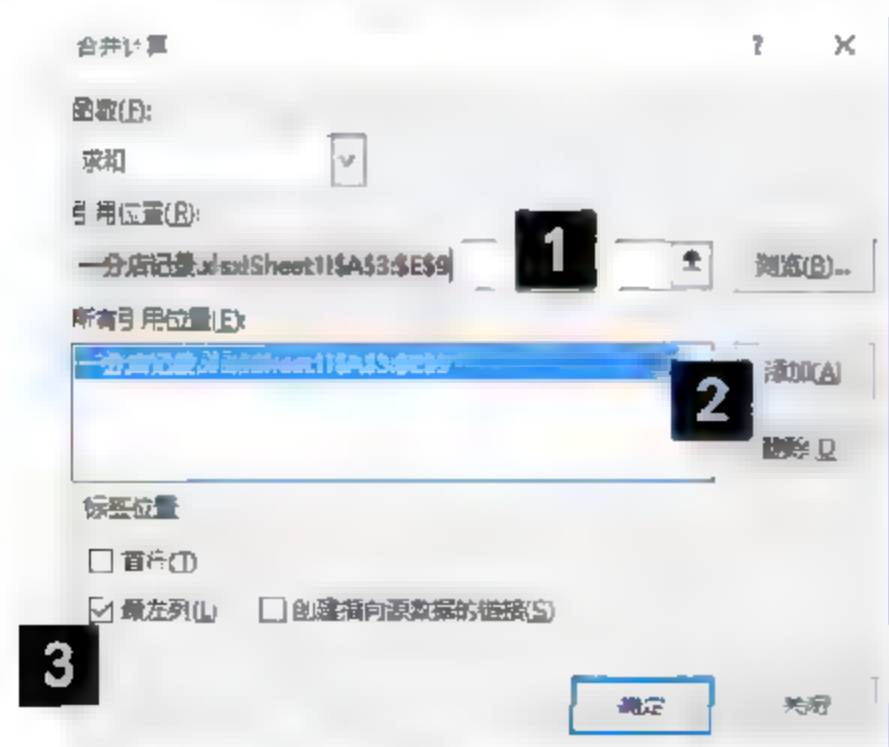 合并计算 ? ×
函数(F):
求和
引用位置(R):
一分店记录.xlsx!Sheet1!$A$3:$E$9 1 浏览(B)...
所有引用位置(E):
添加(A)
2
删除 D
标签位置
首行(T)
最左列(L) 创建指向源数据的链接(S)
3
确定 关闭